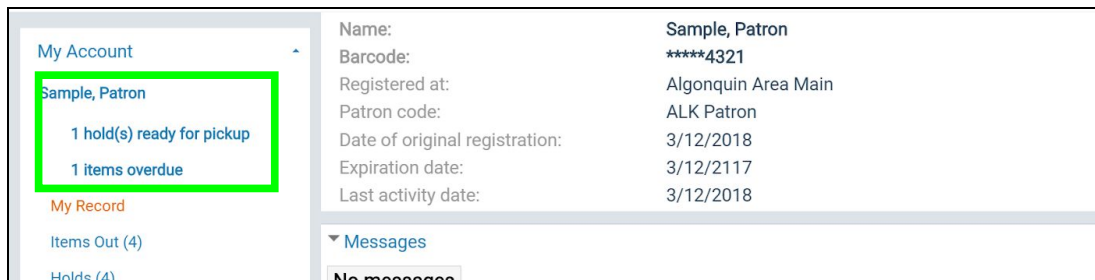 My Account
Sample, Patron
1 hold(s) ready for pickup
1 items overdue
My Record
Items Out (4)
Holds (4)
Name: Sample, Patron
Barcode: *****4321
Registered at: Algonquin Area Main
Patron code: ALK Patron
Date of original registration: 3/12/2018
Expiration date: 3/12/2117
Last activity date: 3/12/2018
Messages
No messages